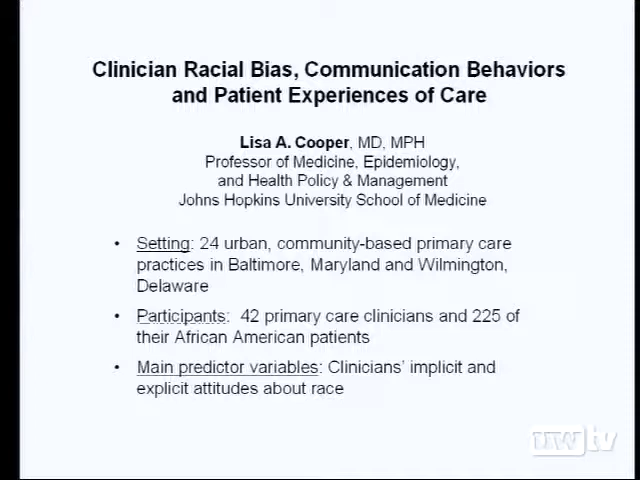 Clinician Racial Bias, Communication Behaviors
and Patient Experiences of Care
Lisa A. Cooper, MD, MPH
Professor of Medicine, Epidemiology,
and Health Policy & Management
Johns Hopkins University School of Medicine
• Setting: 24 urban, community-based primary care
practices in Baltimore, Maryland and Wilmington,
Delaware
• Participants: 42 primary care clinicians and 225 of
their African American patients
• Main predictor variables: Clinicians' implicit and
explicit attitudes about race
uwtv